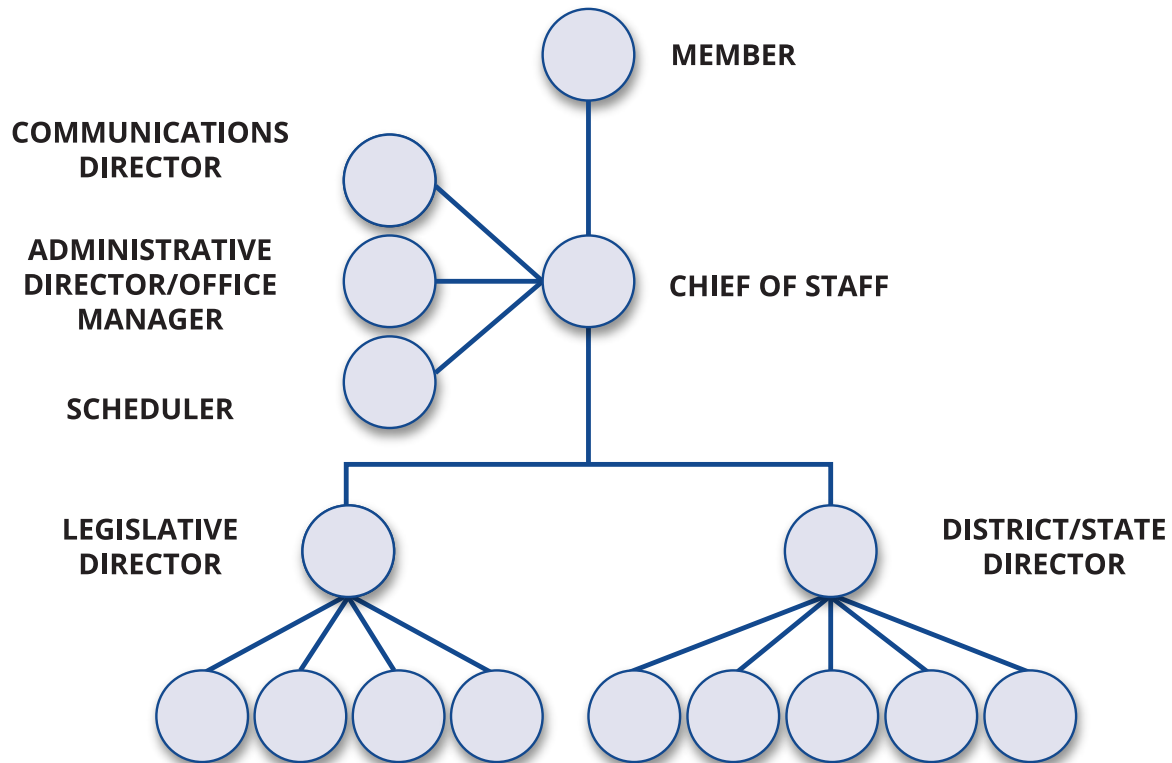 MEMBER
COMMUNICATIONS
DIRECTOR
ADMINISTRATIVE
DIRECTOR/OFFICE
MANAGER
CHIEF OF STAFF
SCHEDULER
LEGISLATIVE
DIRECTOR
DISTRICT/STATE
DIRECTOR